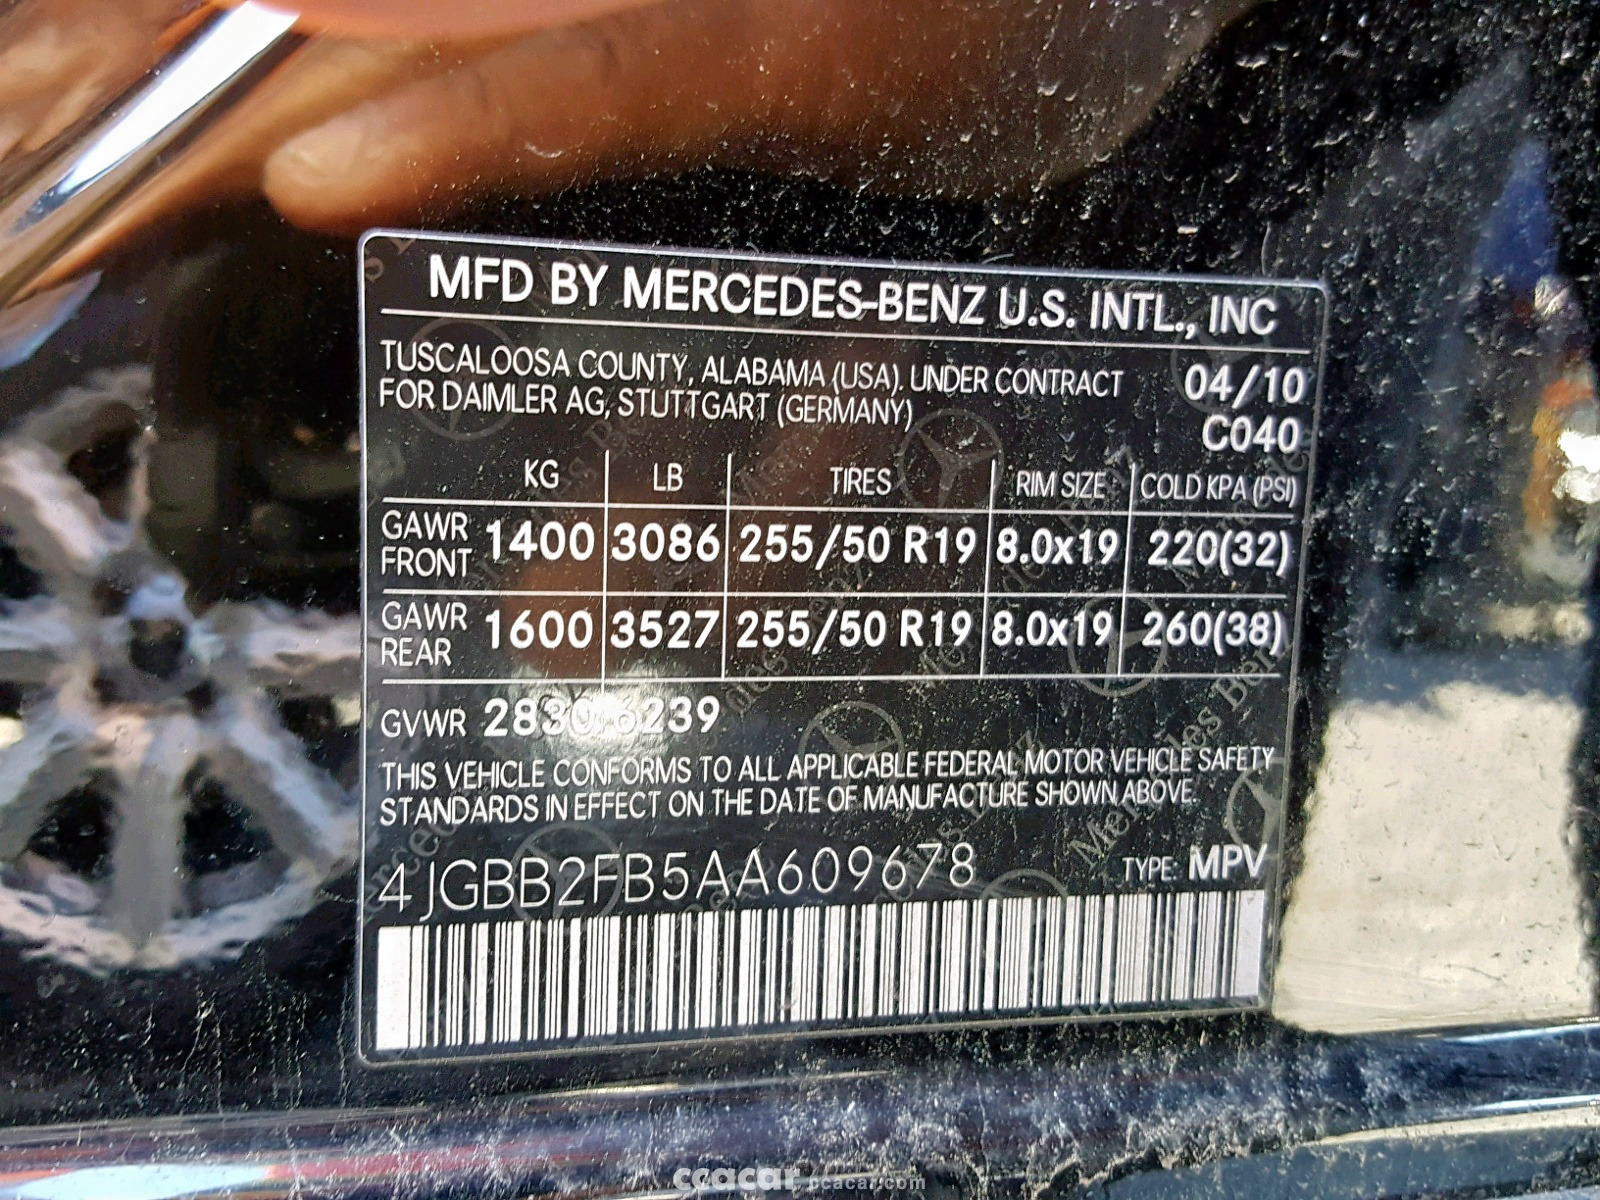 MFD BY MERCEDES-BENZ U.S. INTL., INC
TUSCALOOSA COUNTY, ALABAMA (USA). UNDER CONTRACT
FOR DAIMLER AG, STUTTGART (GERMANY)
04/10
C040
KG LB TIRES RIM SIZE COLD KPA (PSI)
GAWR FRONT 1400 3086 255/50 R19 8.0x19 220(32)
GAWR REAR 1600 3527 255/50 R19 8.0x19 260(38)
GVWR 2830 6239
THIS VEHICLE CONFORMS TO ALL APPLICABLE FEDERAL MOTOR VEHICLE SAFETY
STANDARDS IN EFFECT ON THE DATE OF MANUFACTURE SHOWN ABOVE.
4JGBB2FB5AA609678 TYPE: MPV
ccacar ccacar.com